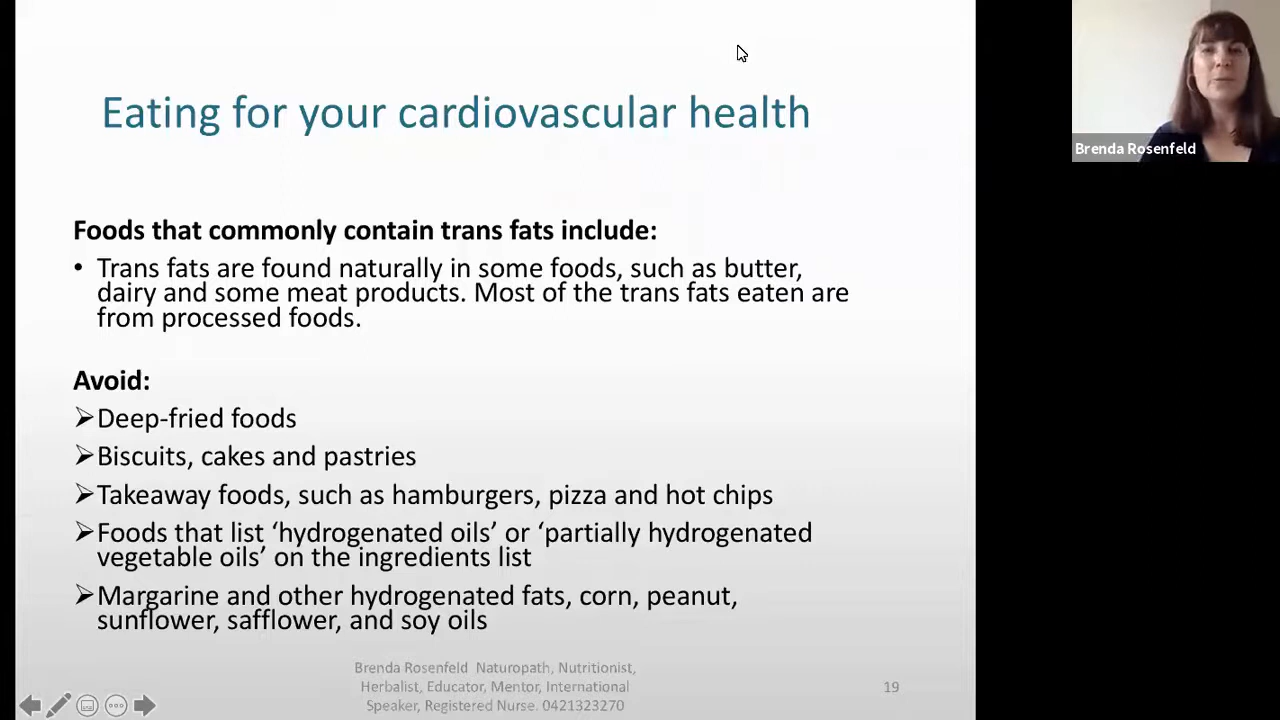 Eating for your cardiovascular health
Brenda Rosenfeld
Foods that commonly contain trans fats include:
• Trans fats are found naturally in some foods, such as butter,
dairy and some meat products. Most of the trans fats eaten are
from processed foods.
Avoid:
➢Deep-fried foods
➢Biscuits, cakes and pastries
➢Takeaway foods, such as hamburgers, pizza and hot chips
➢Foods that list ‘hydrogenated oils’ or ‘partially hydrogenated
vegetable oils’ on the ingredients list
➢Margarine and other hydrogenated fats, corn, peanut,
sunflower, safflower, and soy oils
Brenda Rosenfeld Naturopath, Nutritionist,
Herbalist, Educator, Mentor, International
Speaker, Registered Nurse. 0421323270
19